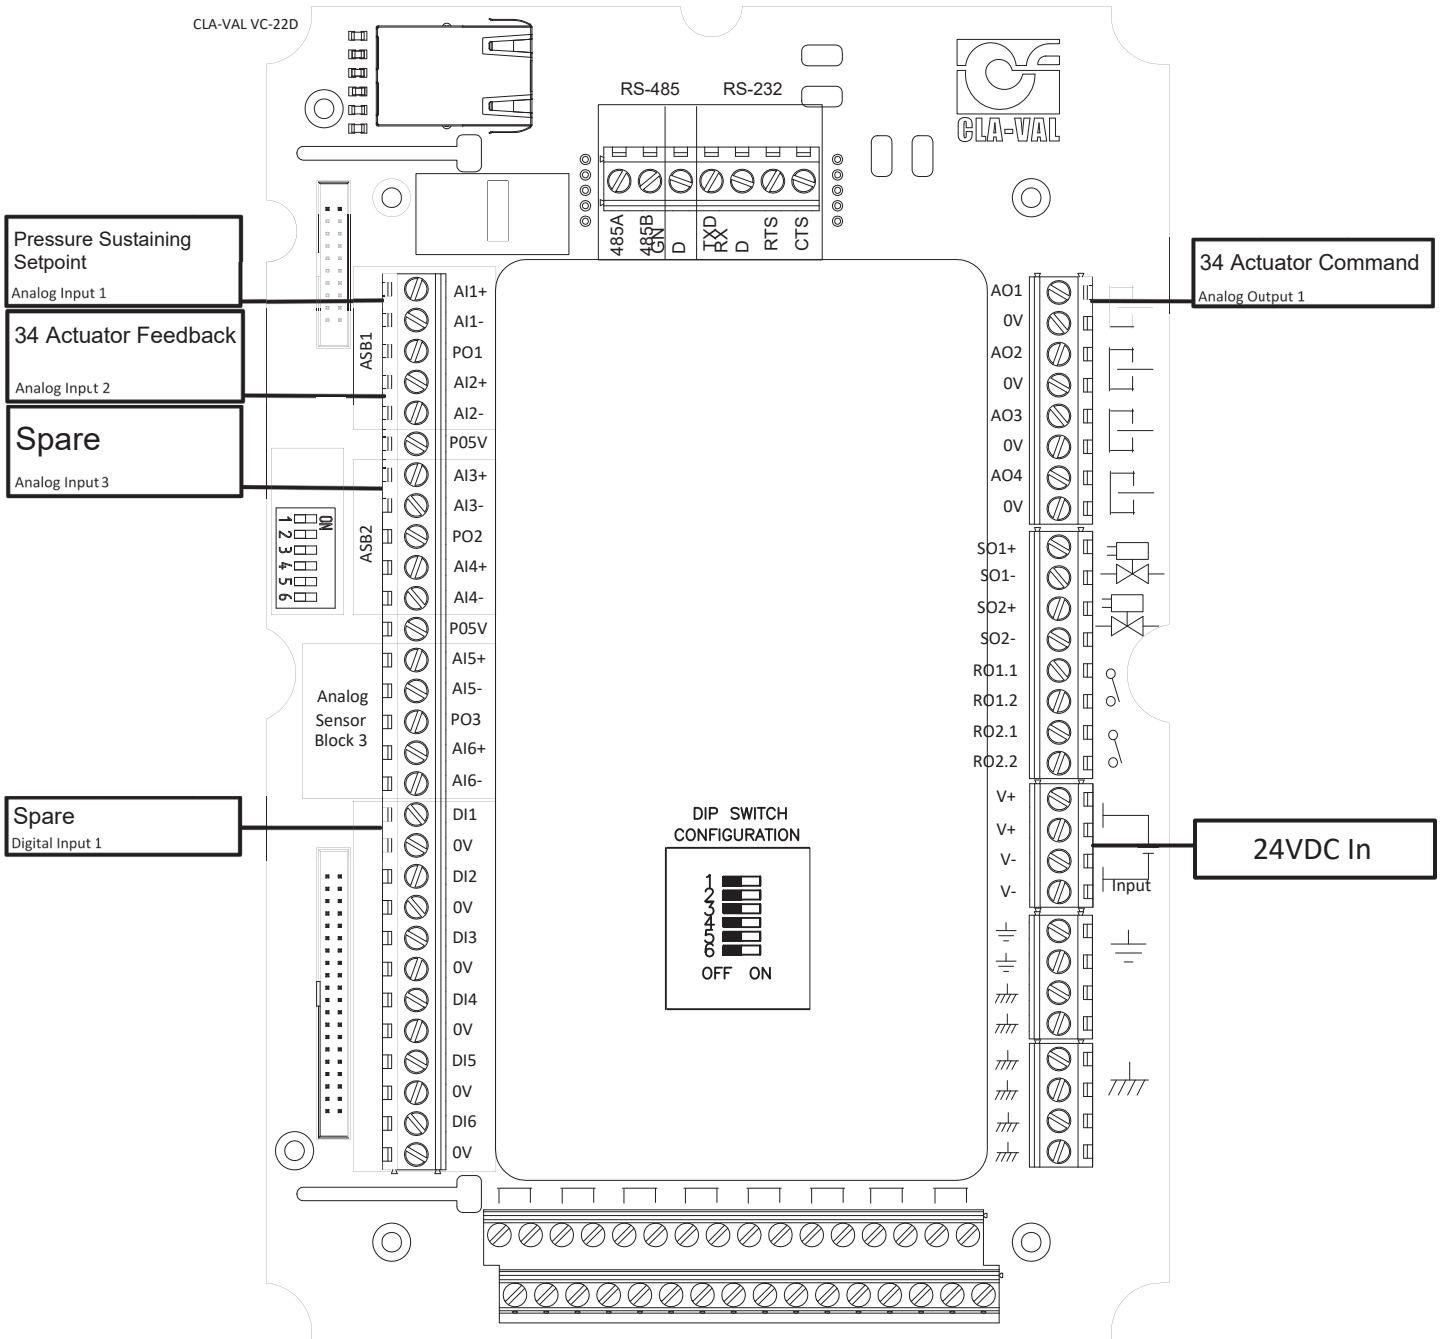 CLA-VAL VC-22D
RS-485
RS-232
CLA-VAL
485A
485B
GN
D
TXD
RX
D
RTS
CTS
Pressure Sustaining
Setpoint
Analog Input 1
34 Actuator Feedback
Analog Input 2
Spare
Analog Input 3
ASB1
ASB2
ON
1
2
3
4
5
6
Analog
Sensor
Block 3
Spare
Digital Input 1
AI1+
AI1-
PO1
AI2+
AI2-
P05V
AI3+
AI3-
PO2
AI4+
AI4-
P05V
AI5+
AI5-
PO3
AI6+
AI6-
DI1
0V
DI2
0V
DI3
0V
DI4
0V
DI5
0V
DI6
0V
DIP SWITCH
CONFIGURATION
1
2
3
4
5
6
OFF ON
AO1
0V
AO2
0V
AO3
0V
AO4
0V
SO1+
SO1-
SO2+
SO2-
RO1.1
RO1.2
RO2.1
RO2.2
V+
V+
V-
V-
Input
34 Actuator Command
Analog Output 1
24VDC In